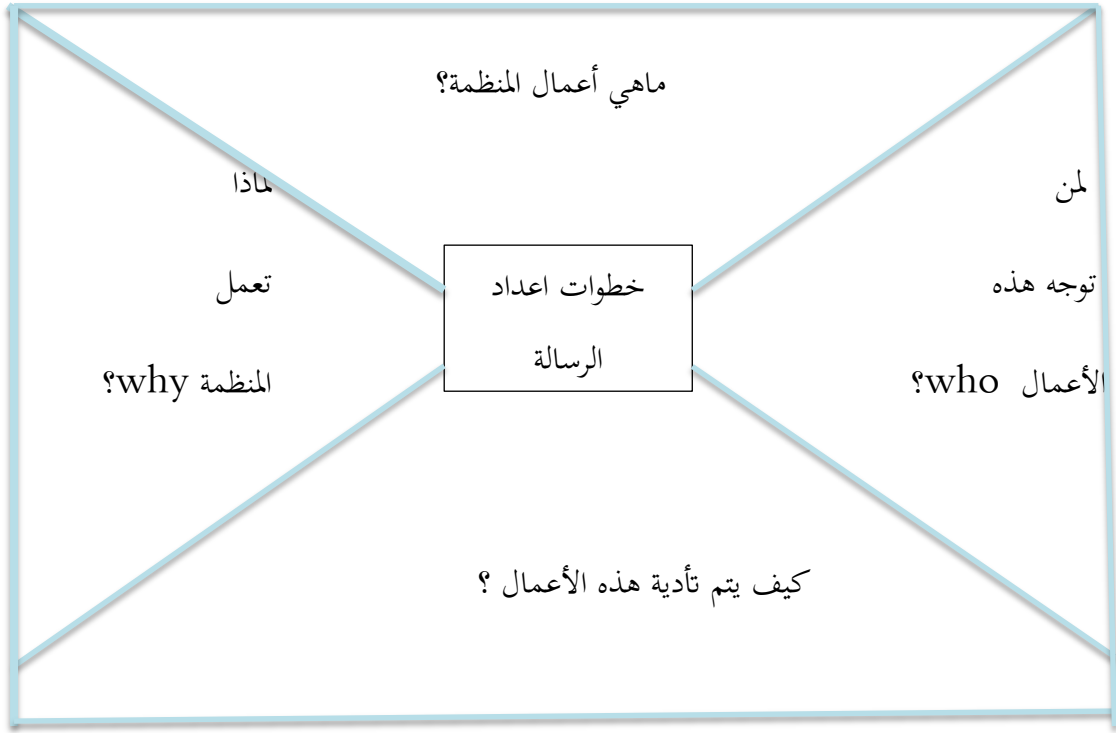 ماهي أعمال المنظمة؟
لمن
توجه هذه
الأعمال who؟
خطوات اعداد
الرسالة
لماذا
تعمل
المنظمة why؟
كيف يتم تأدية هذه الأعمال ؟